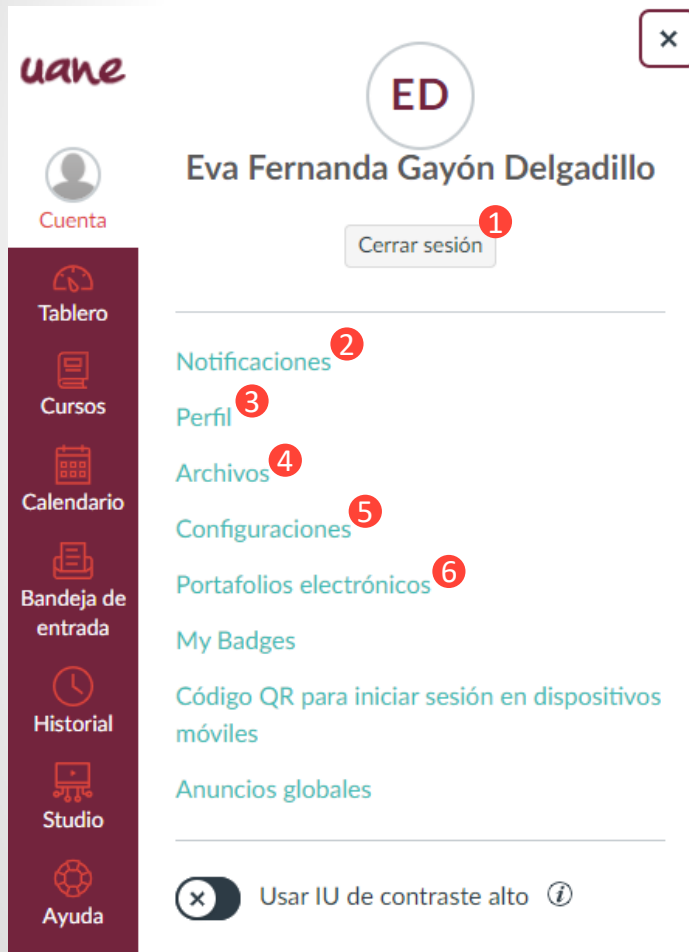 uane
Cuenta
Tablero
Cursos
Calendario
Bandeja de
entrada
Historial
Studio
Ayuda
×
ED
Eva Fernanda Gayón Delgadillo
Cerrar sesión 1
Notificaciones 2
Perfil 3
Archivos 4
Configuraciones 5
Portafolios electrónicos 6
My Badges
Código QR para iniciar sesión en dispositivos
móviles
Anuncios globales
Usar IU de contraste alto i